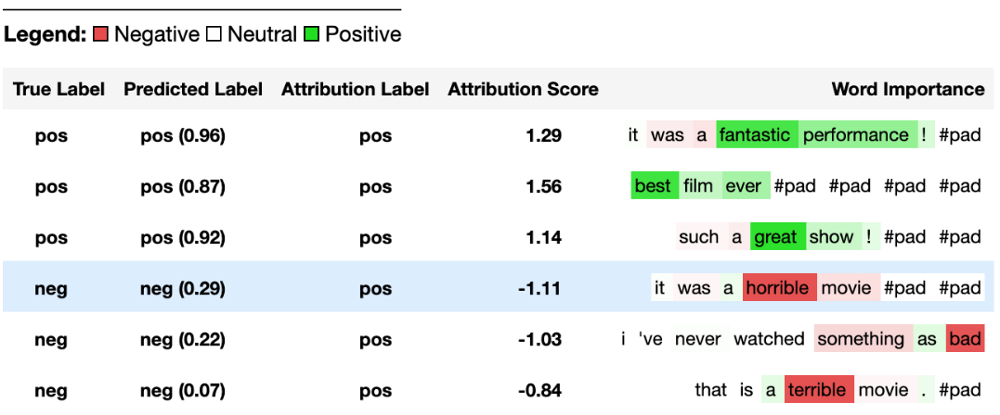 Legend: Negative Neutral Positive
True Label Predicted Label Attribution Label Attribution Score Word Importance
pos pos (0.96) pos 1.29 it was a fantastic performance ! #pad
pos pos (0.87) pos 1.56 best film ever #pad #pad #pad #pad
pos pos (0.92) pos 1.14 such a great show ! #pad #pad
neg neg (0.29) pos -1.11 it was a horrible movie #pad #pad
neg neg (0.22) pos -1.03 i 've never watched something as bad
neg neg (0.07) pos -0.84 that is a terrible movie . #pad